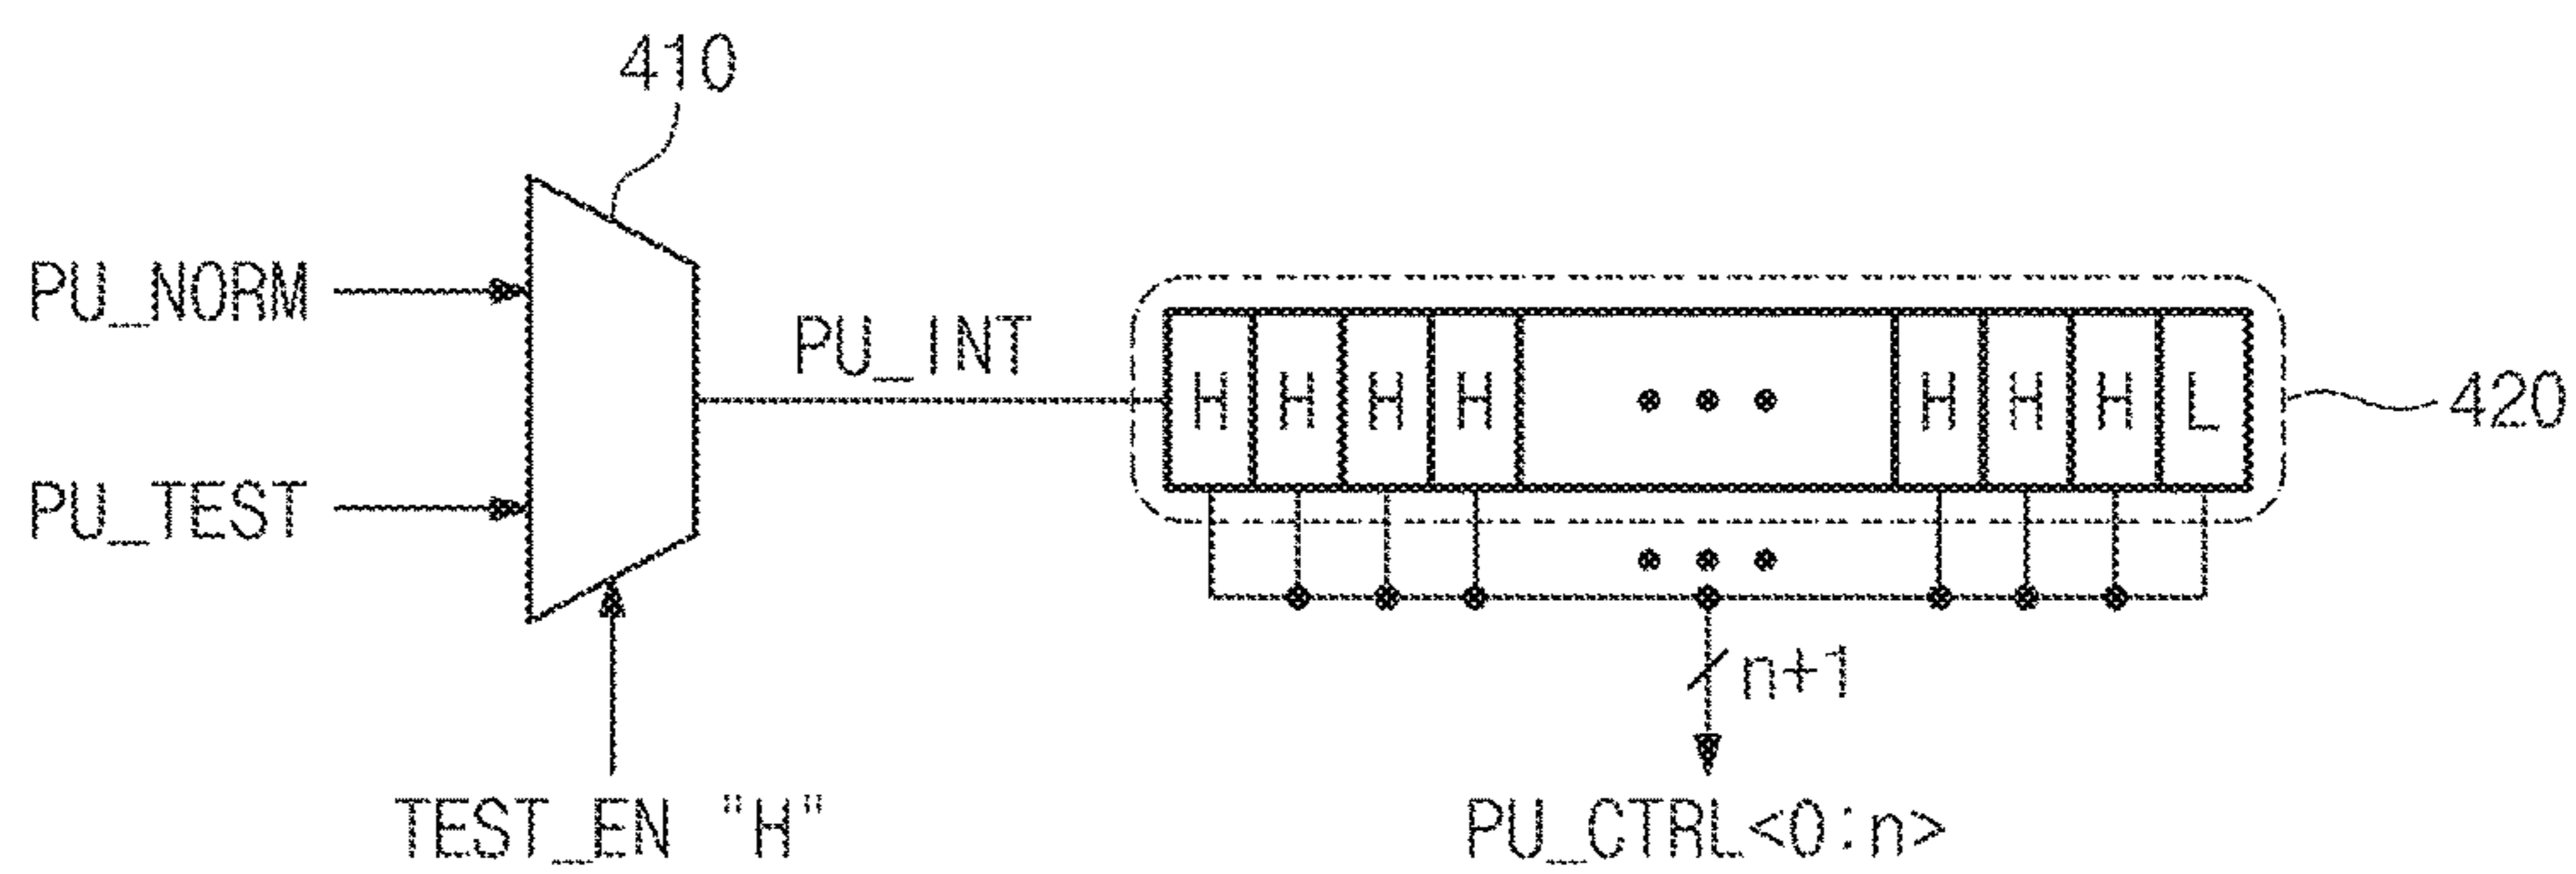 410
PU_NORM
PU_INT
H H H H H H H L
420
PU_TEST
n+1
TEST_EN "H"
PU_CTRL<0:n>